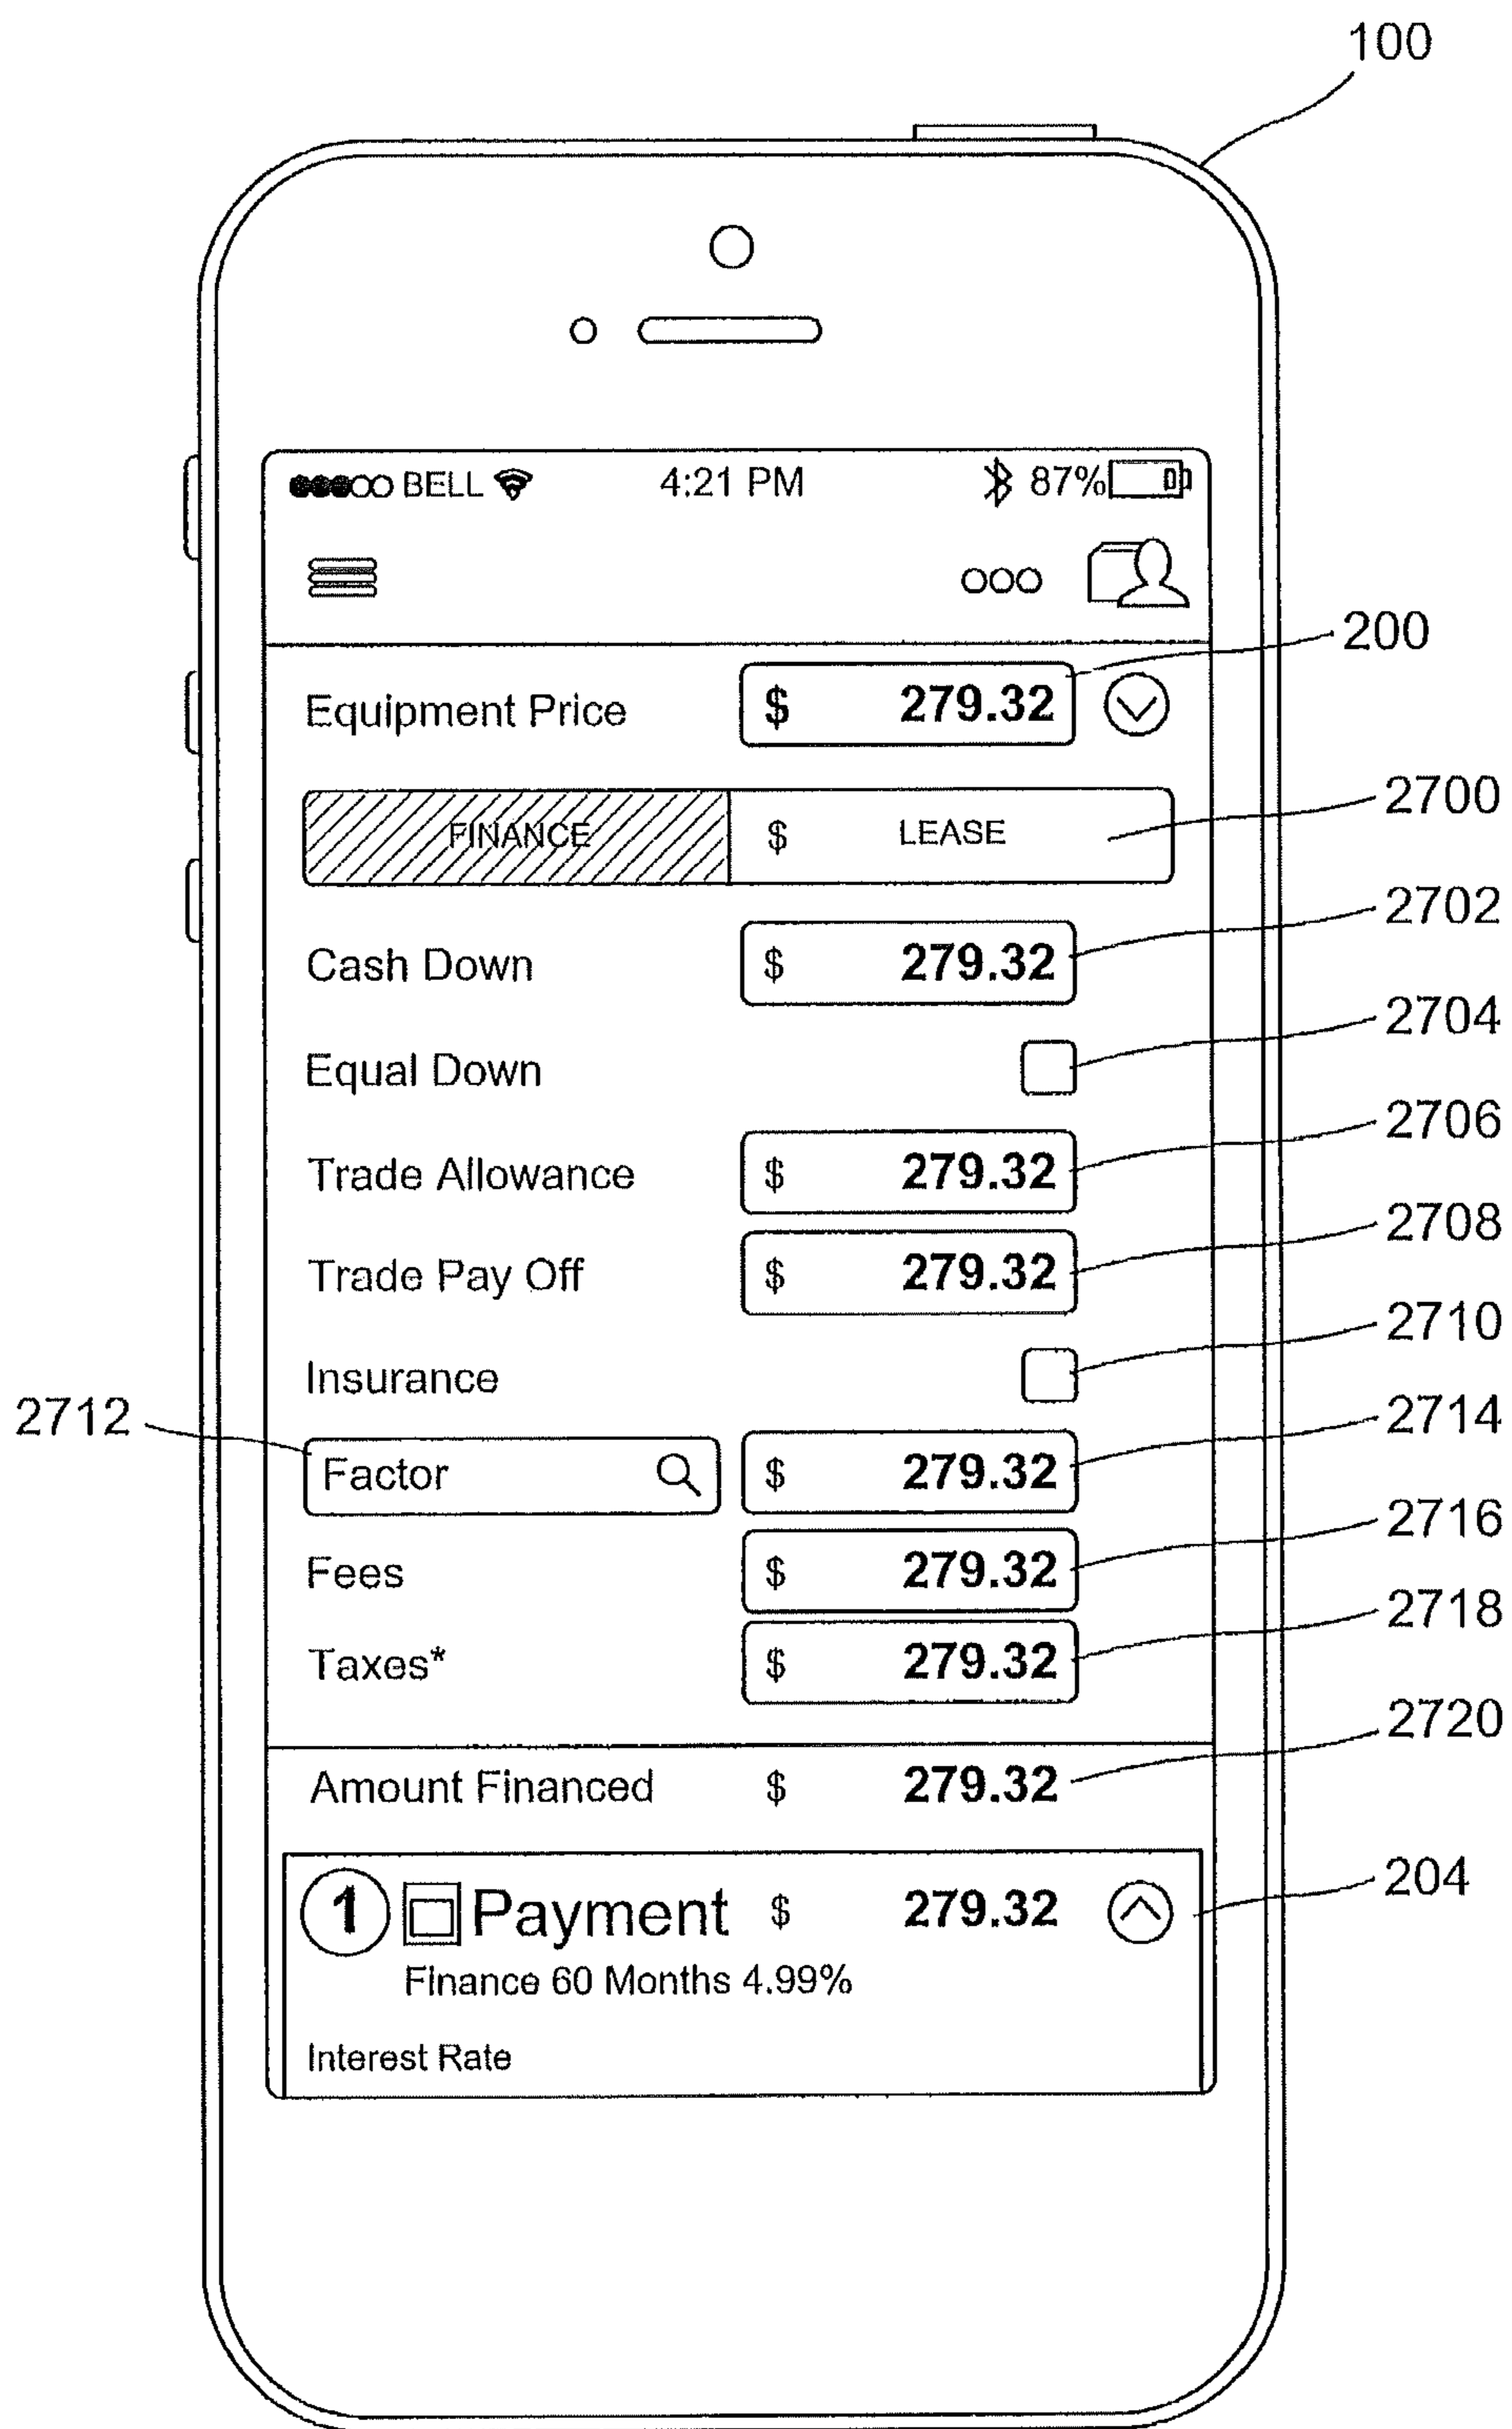 100
BELL 4:21 PM 87%
200
Equipment Price $ 279.32
2700
FINANCE $ LEASE
2702
Cash Down $ 279.32
2704
Equal Down
2706
Trade Allowance $ 279.32
2708
Trade Pay Off $ 279.32
2710
Insurance
2712
2714
Factor $ 279.32
2716
Fees $ 279.32
2718
Taxes* $ 279.32
2720
Amount Financed $ 279.32
204
1 Payment $ 279.32
Finance 60 Months 4.99%
Interest Rate